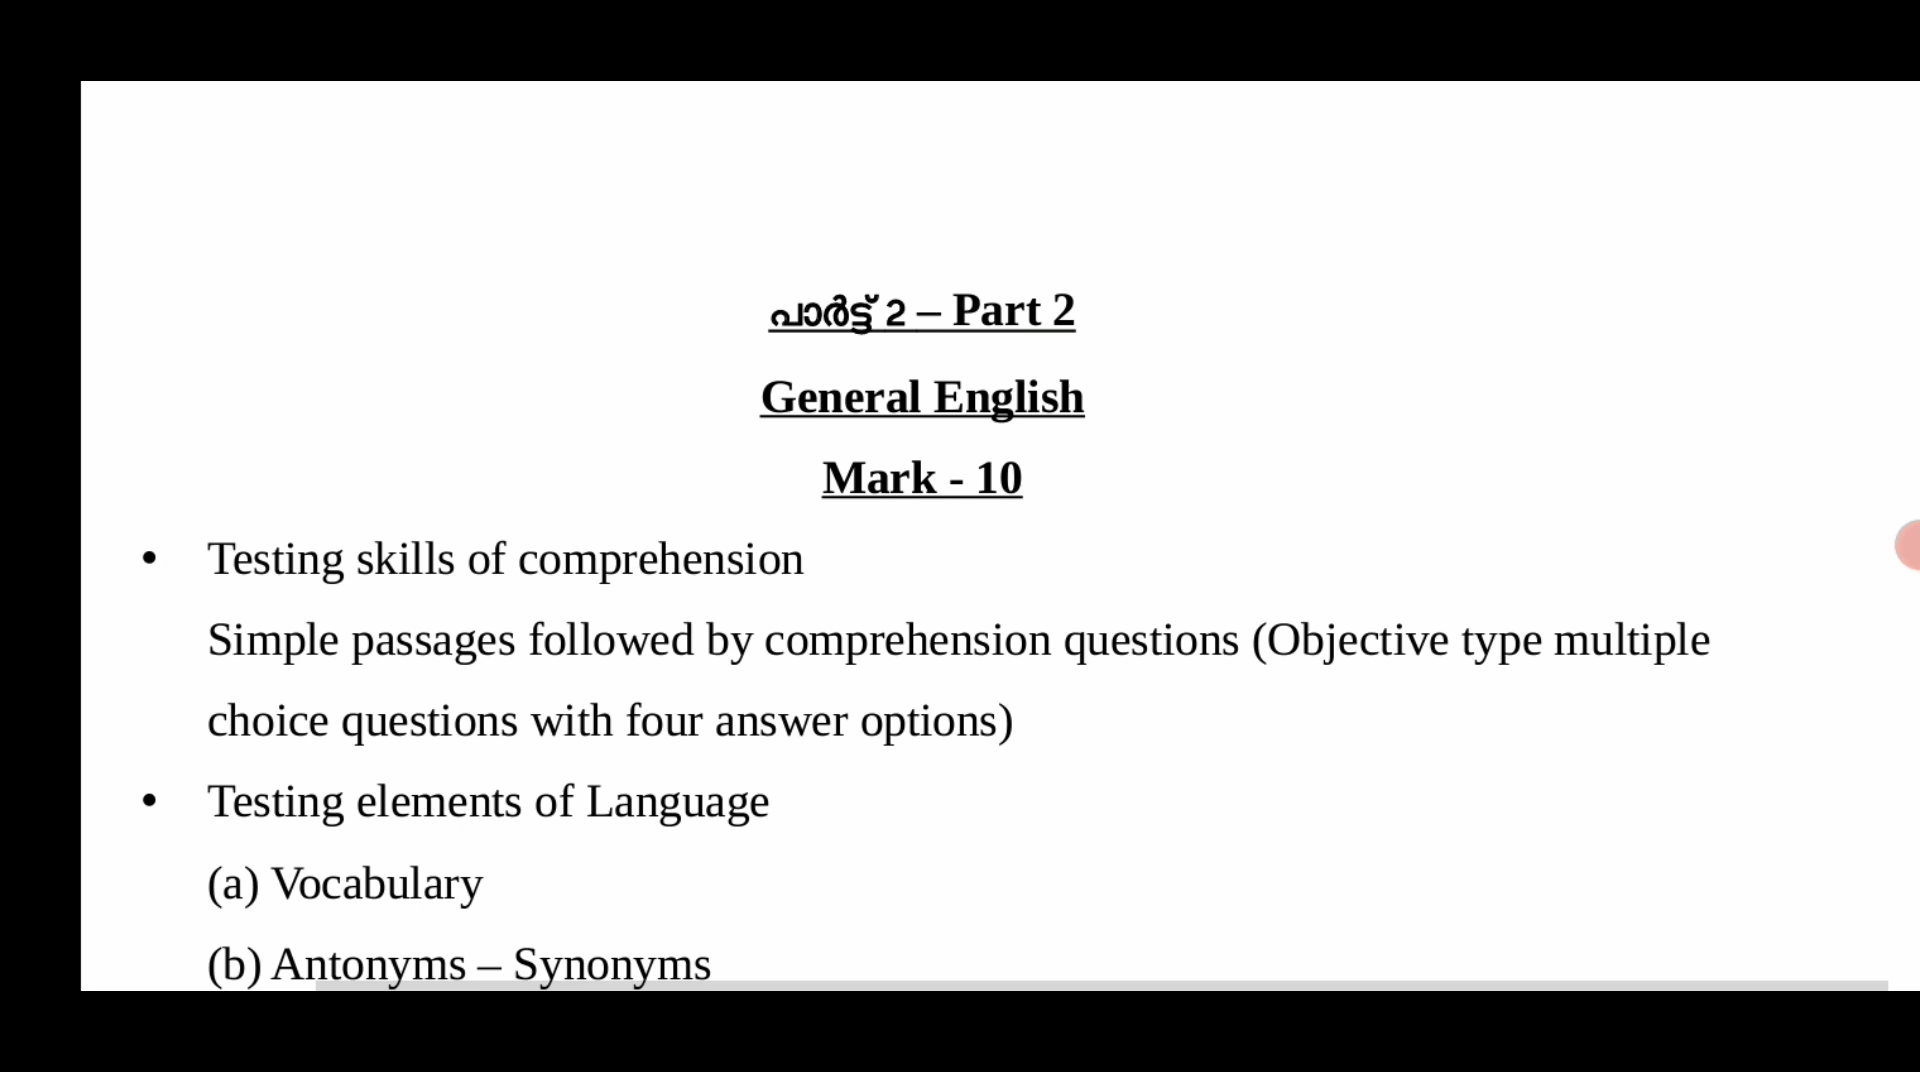 പാർട്ട് 2 – Part 2
General English
Mark - 10
• Testing skills of comprehension
Simple passages followed by comprehension questions (Objective type multiple
choice questions with four answer options)
• Testing elements of Language
(a) Vocabulary
(b) Antonyms – Synonyms